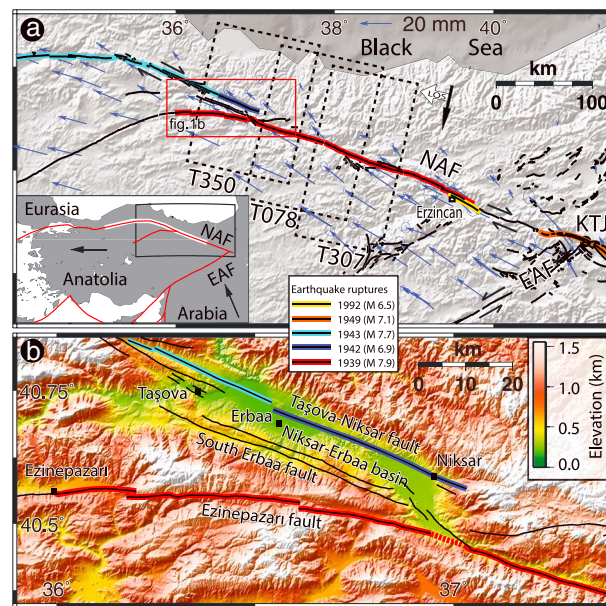 a
36
38
40
20 mm
Black Sea
km
0
100
LOS
fig.1b
NAF
T350
T078
T307
Erzincan
KTJ
EAF
Eurasia
NAF
Anatolia
EAF
Arabia
Earthquake ruptures
1992 (M 6.5)
1949 (M 7.1)
1943 (M 7.7)
1942 (M 6.9)
1939 (M 7.9)
b
km
0 10 20
1.5
1.0
0.5
0.0
Elevation (km)
40.75
Taşova
Erbaa
Taşova-Niksar fault
Niksar-Erbaa basin
South Erbaa fault
Niksar
Ezinepazarı
40.5
Ezinepazarı fault
36°
37